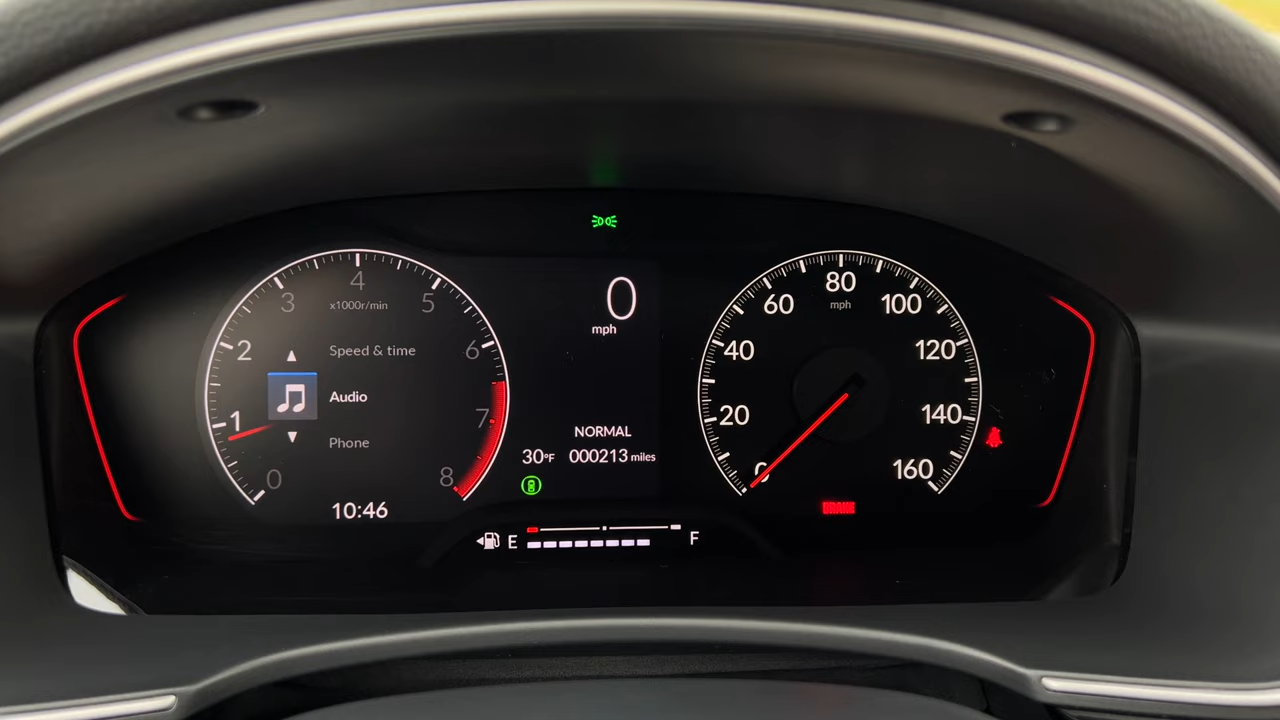 4
3
5
x1000r/min
2
6
Speed & time
1
Audio
7
Phone
0
8
10:46
0
mph
NORMAL
30°F 000213 miles
E
F
80
60
100
mph
40
120
20
140
0
160
BRAKE